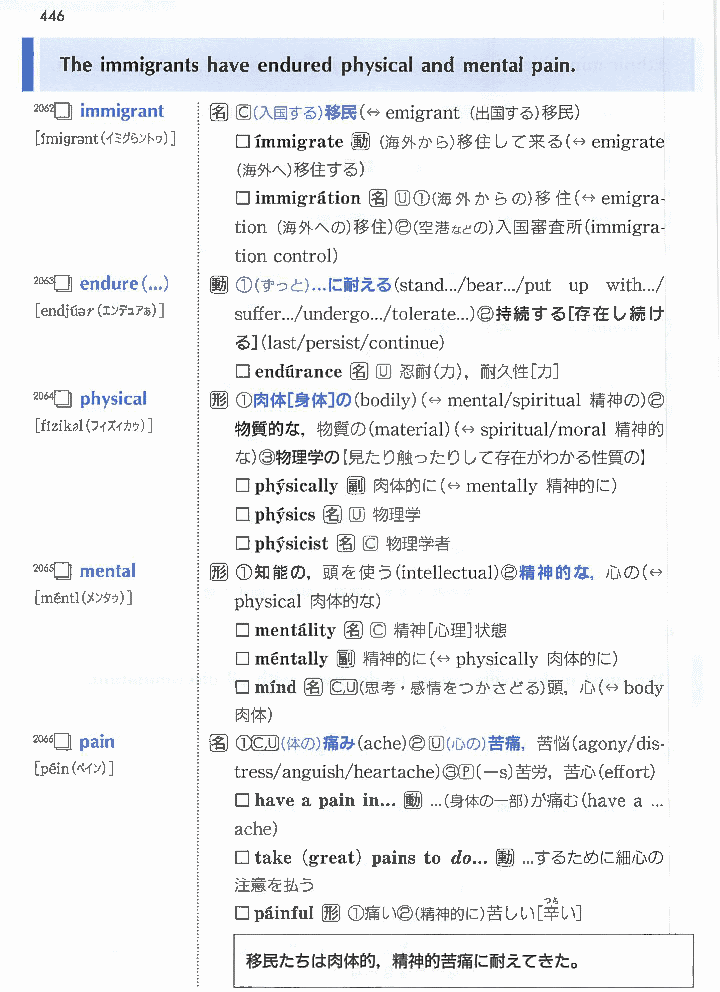 446
The immigrants have endured physical and mental pain.
2062 □ immigrant
[ímigrənt(イミグらントゥ)]
名 C(入国する)移民(↔ emigrant (出国する)移民)
□ ímmigrate 動 (海外から)移住して来る(↔ emigrate
(海外へ)移住する)
□ immigrátion 名 U①(海外からの)移住(↔ emigra-
tion (海外への)移住)②(空港などの)入国審査所(immigra-
tion control)
2063 □ endure(...)
[endjúər(エンデュアぁ)]
動 ①(ずっと)...に耐える(stand.../bear.../put up with.../
suffer.../undergo.../tolerate...)②持続する[存在し続け
る](last/persist/continue)
□ endúrance 名 U 忍耐(力), 耐久性[力]
2064 □ physical
[fízikəl(フィズィカゥ)]
形 ①肉体[身体]の(bodily)(↔ mental/spiritual 精神の)②
物質的な, 物質の(material)(↔ spiritual/moral 精神的
な)③物理学の【見たり触ったりして存在がわかる性質の】
□ phýsically 副 肉体的に(↔ mentally 精神的に)
□ phýsics 名 U 物理学
□ phýsicist 名 C 物理学者
2065 □ mental
[méntl(メンタゥ)]
形 ①知能の, 頭を使う(intellectual)②精神的な, 心の(↔
physical 肉体的な)
□ mentálity 名 C 精神[心理]状態
□ méntally 副 精神的に(↔ physically 肉体的に)
□ mínd 名 C,U(思考・感情をつかさどる)頭, 心(↔ body
肉体)
2066 □ pain
[péin(ペイン)]
名 ①C,U(体の)痛み(ache)②U(心の)苦痛, 苦悩(agony/dis-
tress/anguish/heartache)③P(―s)苦労, 苦心(effort)
□ have a pain in... 動 ...(身体の一部)が痛む(have a ...
ache)
□ take (great) pains to do... 動 ...するために細心の
注意を払う
□ páinful 形 ①痛い②(精神的に)苦しい[辛い]
つら
移民たちは肉体的, 精神的苦痛に耐えてきた。